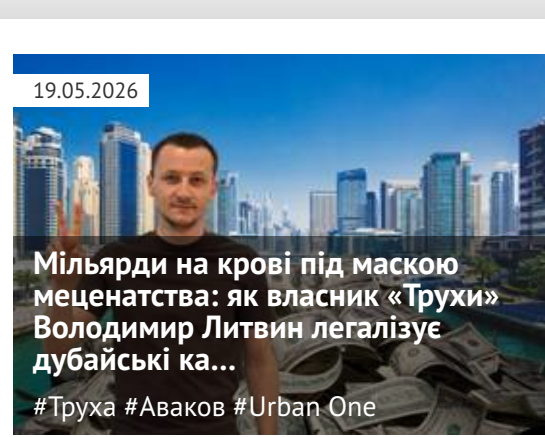 19.05.2026
Мільярди на крові під маскою
меценатства: як власник «Трухи»
Володимир Литвин легалізує
дубайські ка...
#Труха #Аваков #Urban One